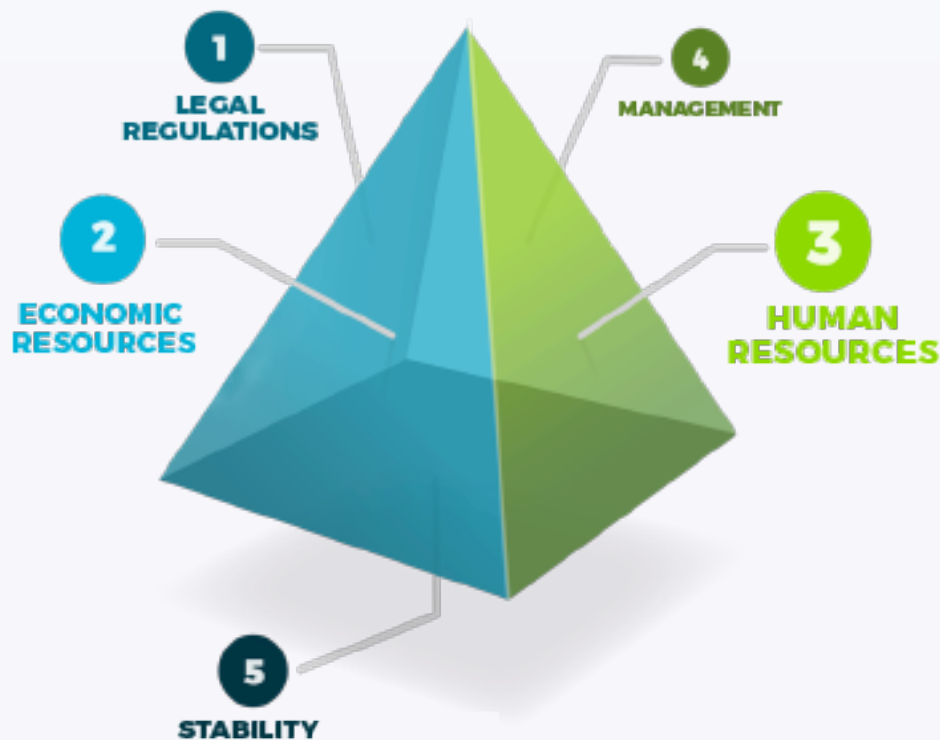 1
LEGAL
REGULATIONS
2
ECONOMIC
RESOURCES
4
MANAGEMENT
3
HUMAN
RESOURCES
5
STABILITY